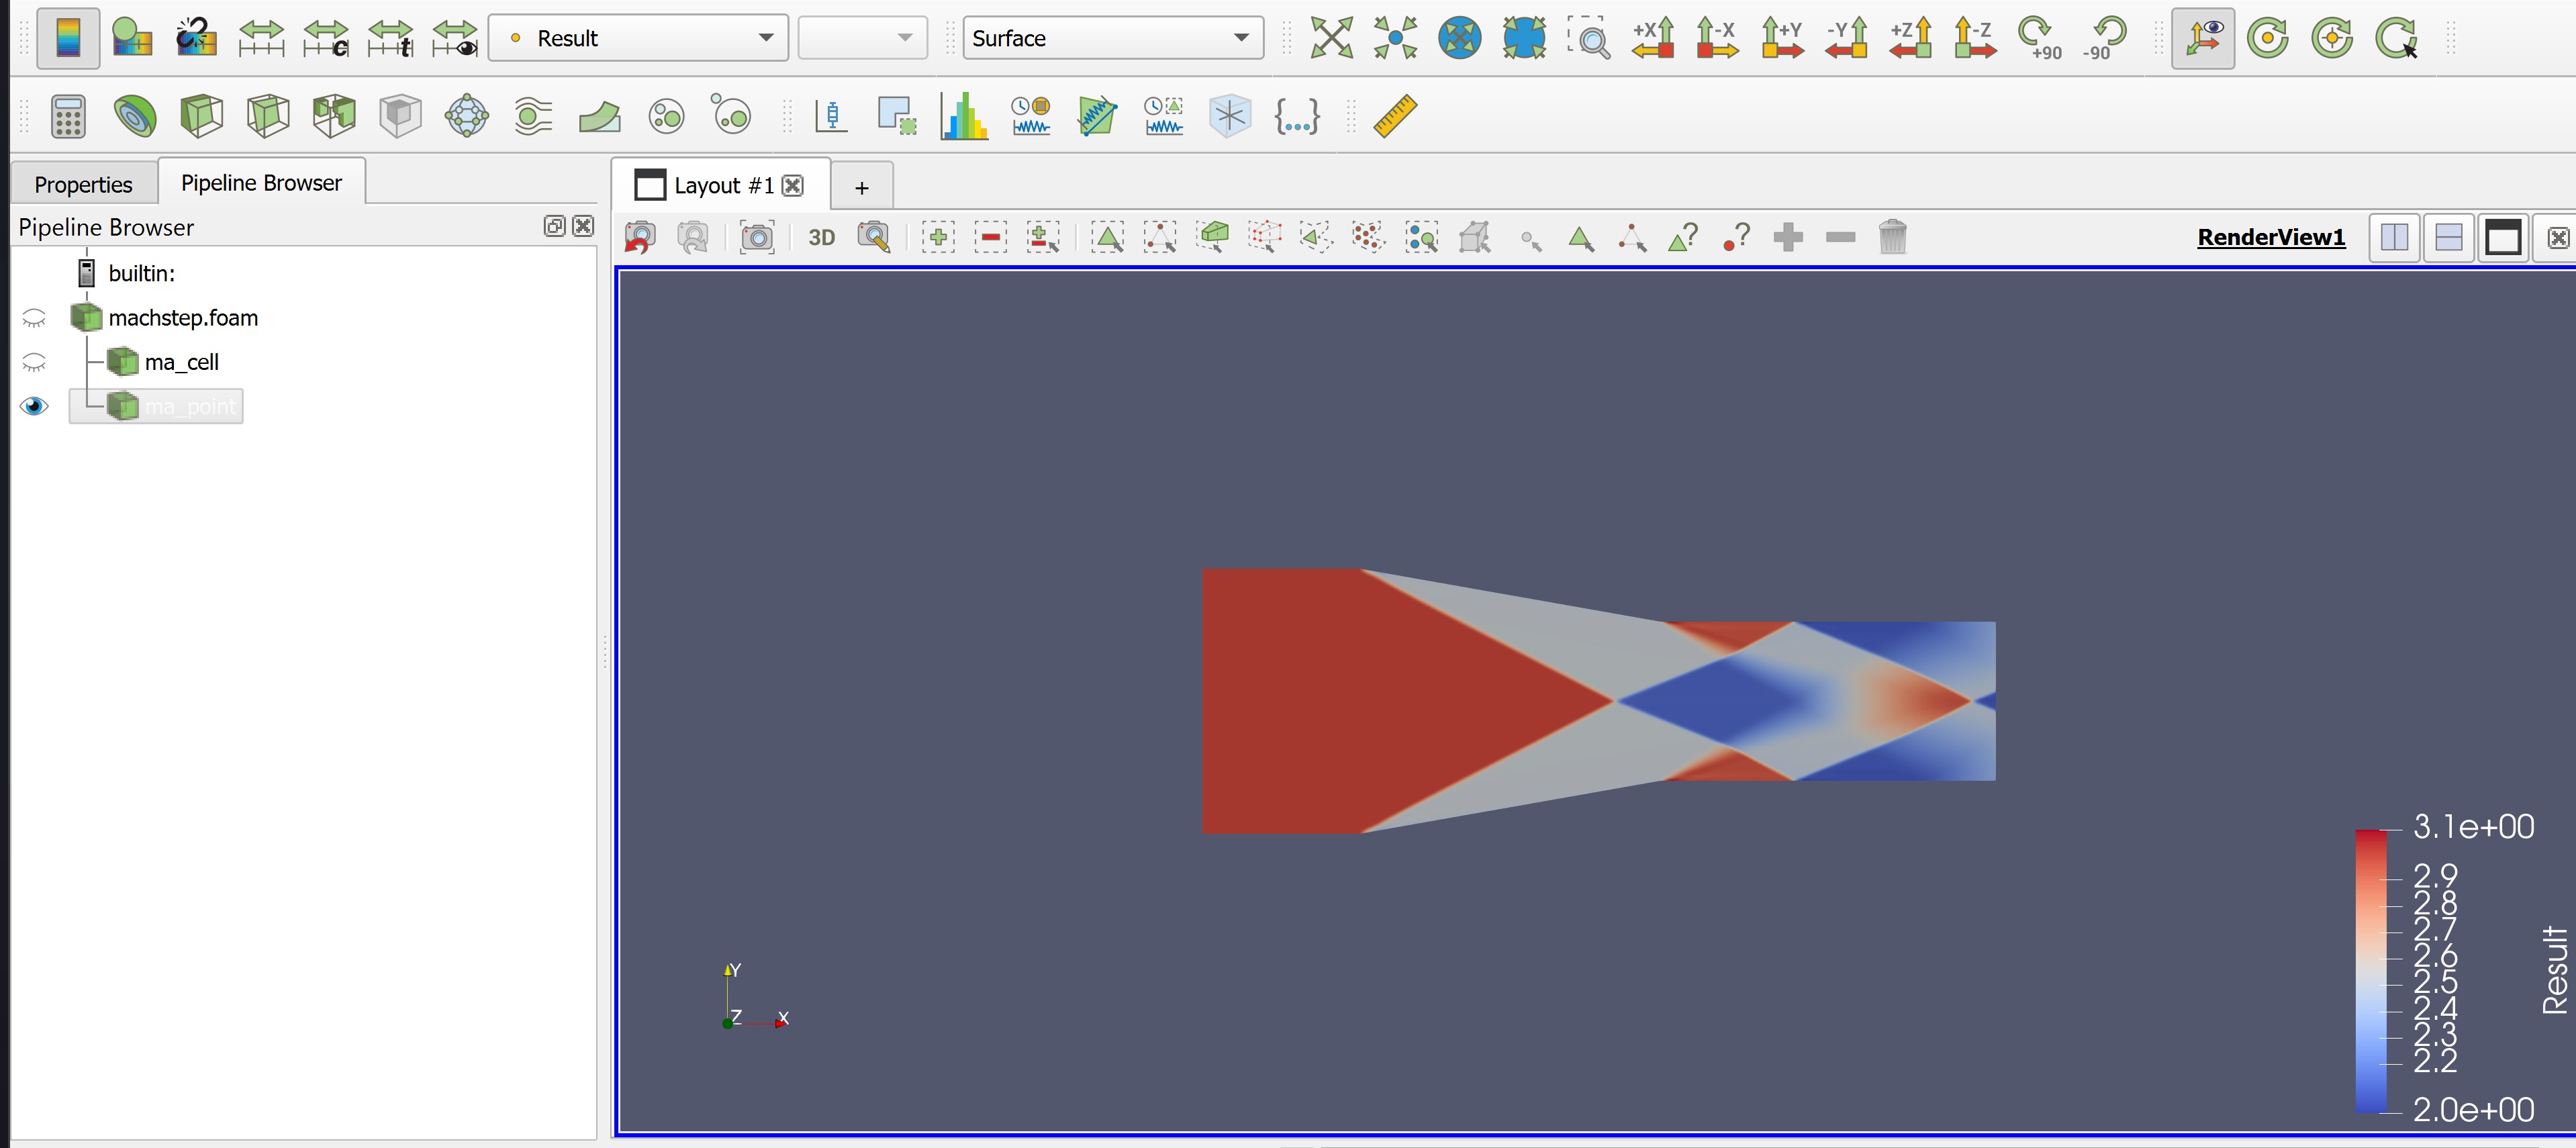 Result
Surface
+X
-X
+Y
-Y
+Z
-Z
+90
-90
c
t
{...}
Properties
Pipeline Browser
Layout #1
+
Pipeline Browser
3D
RenderView1
builtin:
machstep.foam
ma_cell
ma_point
3.1e+00
2.9
2.8
2.7
2.6
2.5
2.4
2.3
2.2
2.0e+00
Result
Y
Z
X